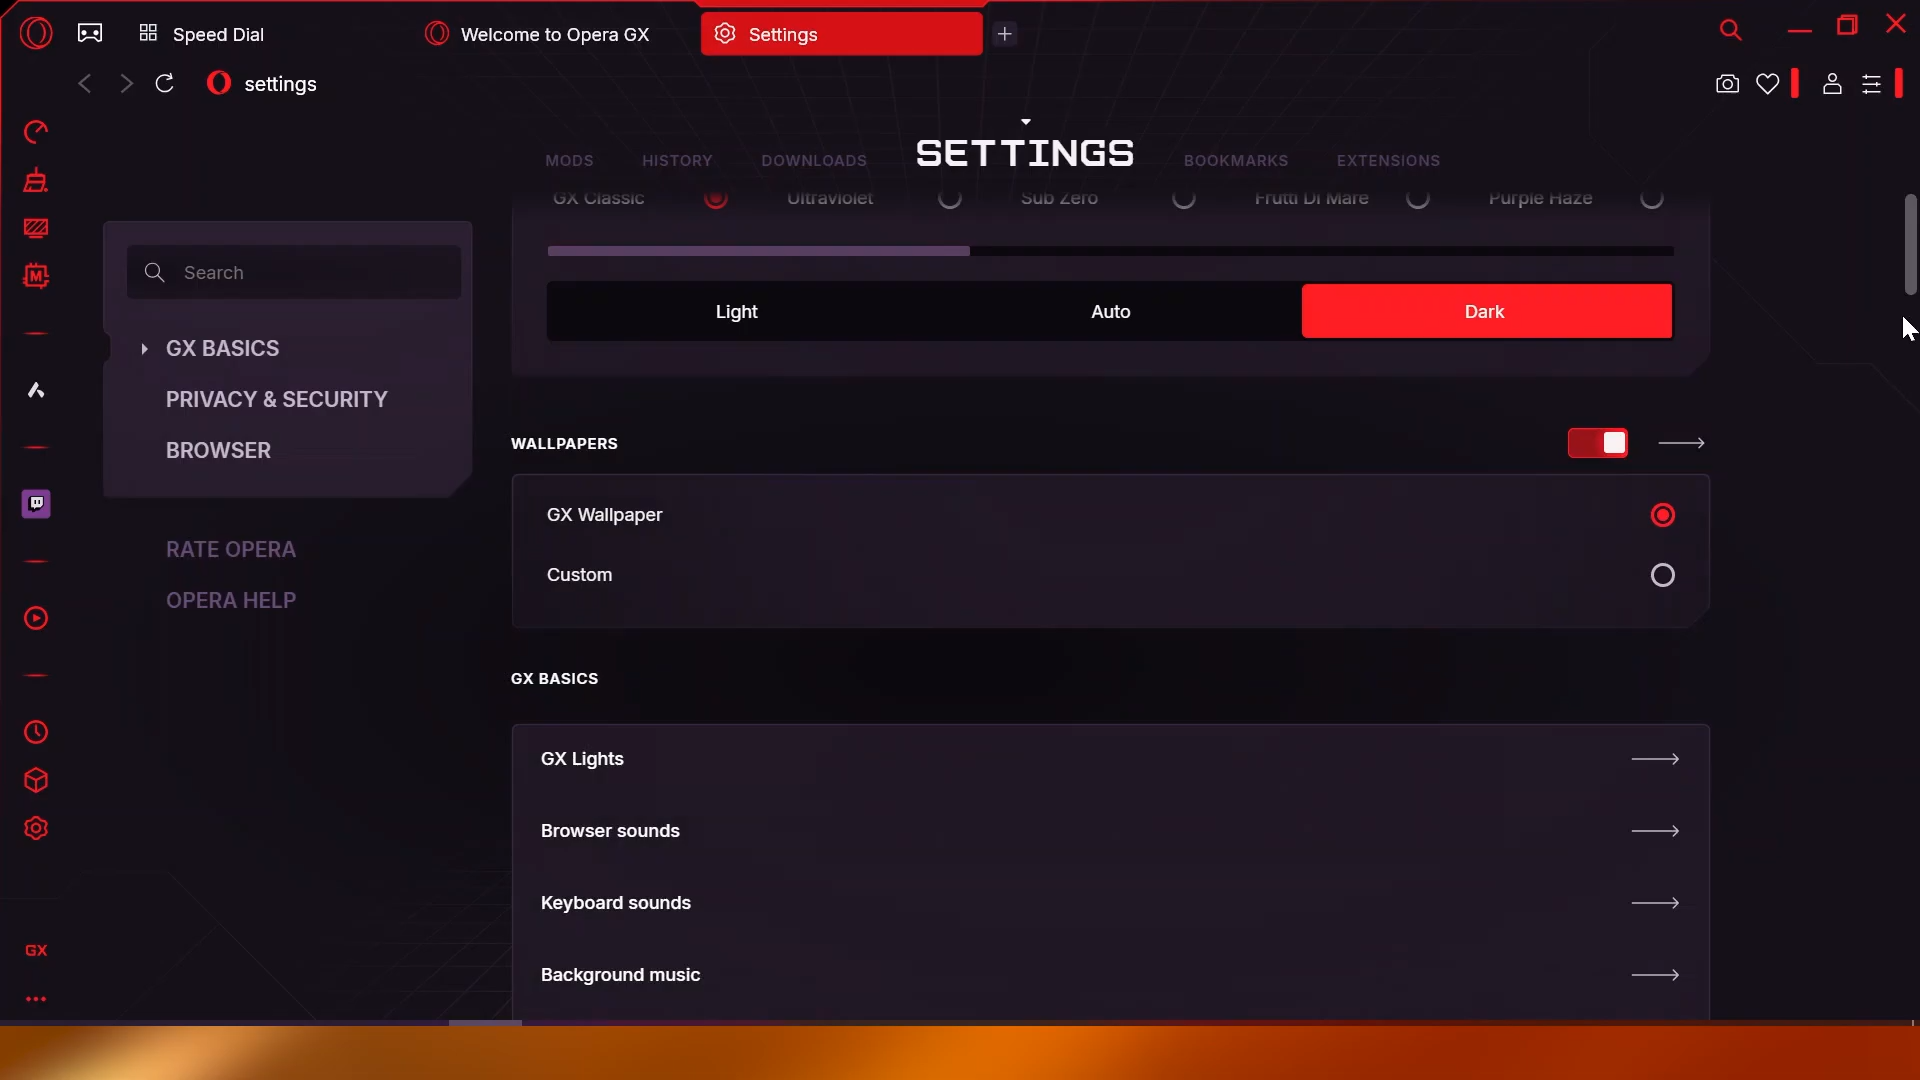 Speed Dial
Welcome to Opera GX
Settings
settings
MODS
HISTORY
DOWNLOADS
SETTINGS
BOOKMARKS
EXTENSIONS
GX Classic
Ultraviolet
Sub Zero
Frutti Di Mare
Purple Haze
Search
Light
Auto
Dark
GX BASICS
PRIVACY & SECURITY
BROWSER
RATE OPERA
OPERA HELP
WALLPAPERS
GX Wallpaper
Custom
GX BASICS
GX Lights
Browser sounds
Keyboard sounds
Background music
M
GX